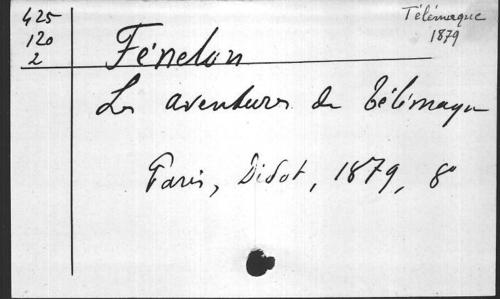 425
120
2
Télémaque
1879
Fénelon
Les aventures de Télémaque
Paris, Didot, 1879, 8°